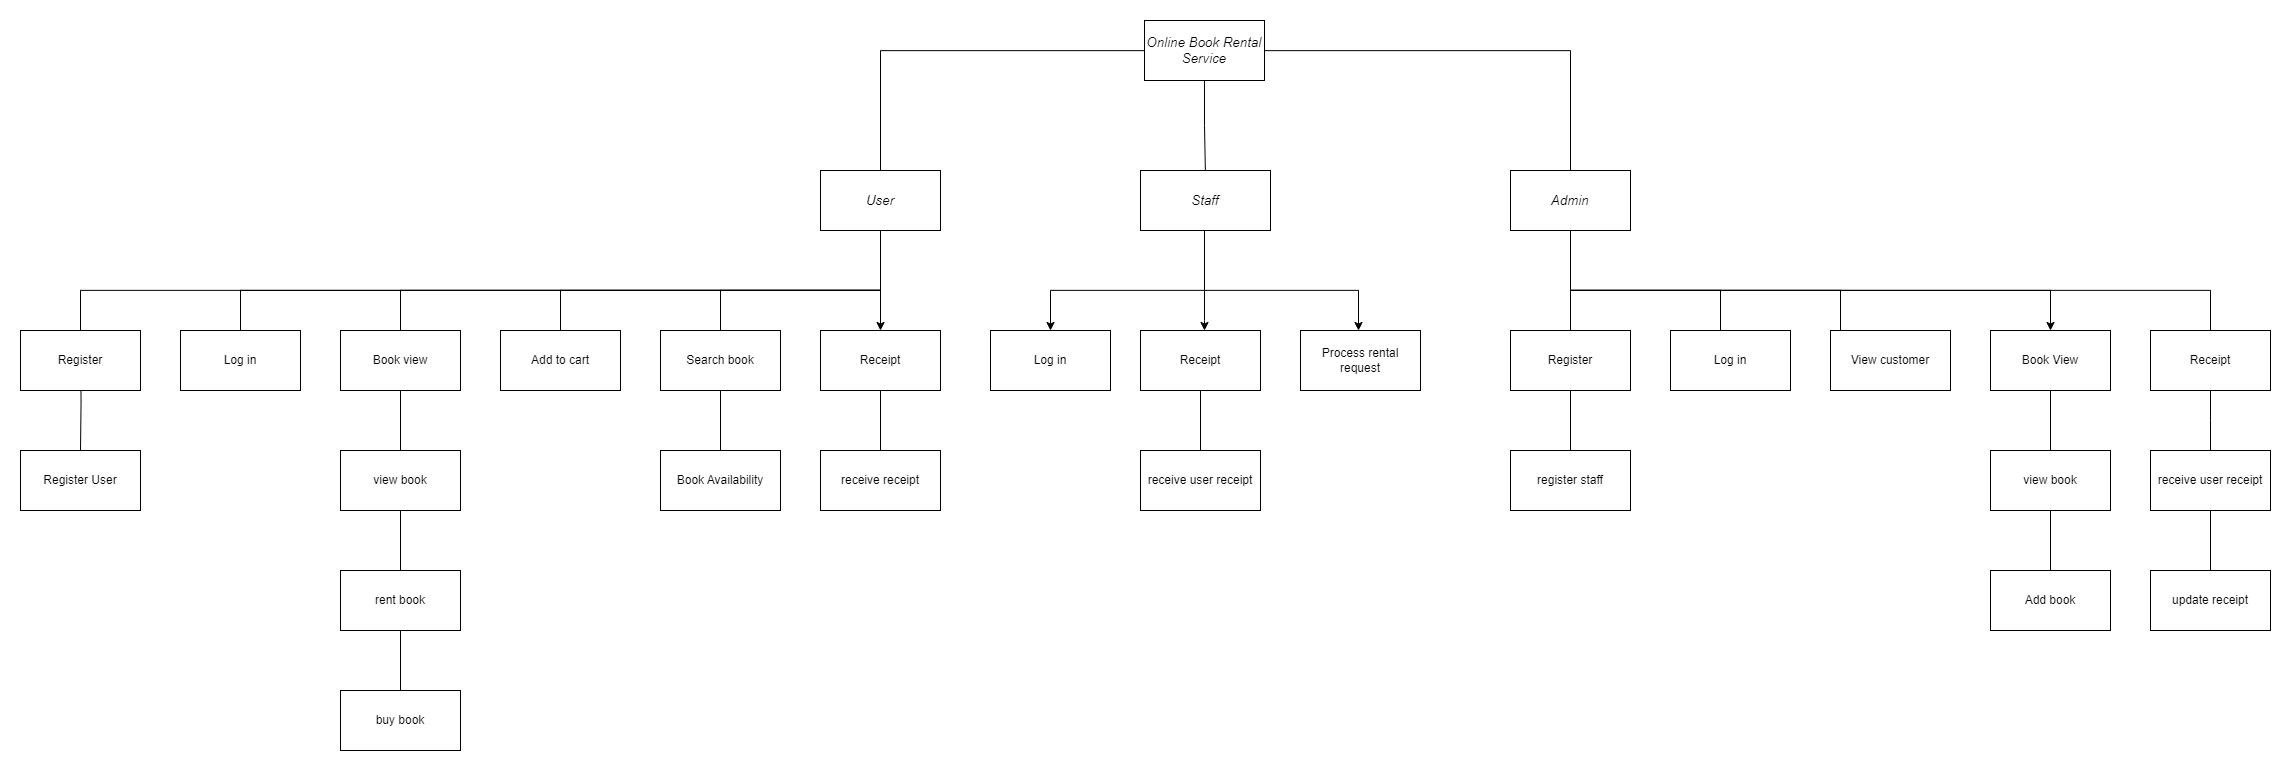 Online Book Rental
Service
User
Staff
Admin
Register
Log in
Book view
Add to cart
Search book
Receipt
Log in
Receipt
Process rental
request
Register
Log in
View customer
Book View
Receipt
Register User
view book
Book Availability
receive receipt
receive user receipt
register staff
view book
receive user receipt
rent book
Add book
update receipt
buy book